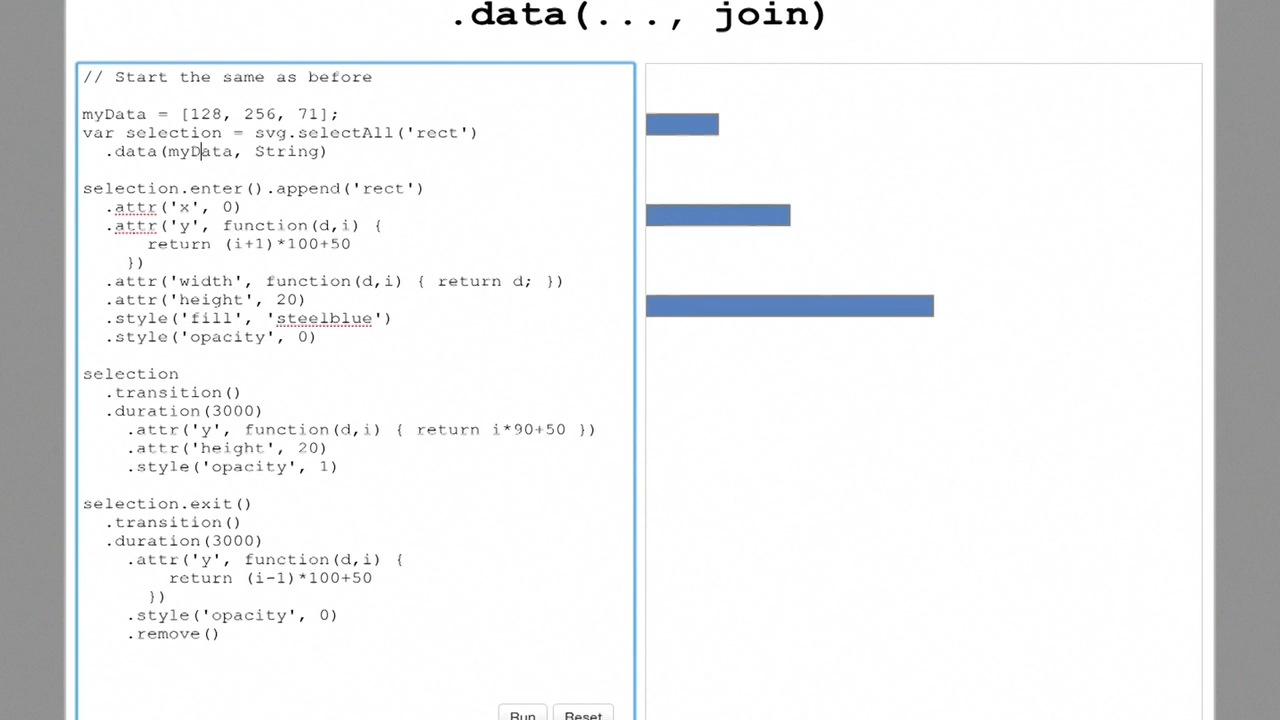 .data(..., join)
// Start the same as before
myData = [128, 256, 71];
var selection = svg.selectAll('rect')
.data(myData, String)
selection.enter().append('rect')
.attr('x', 0)
.attr('y', function(d,i) {
return (i+1)*100+50
})
.attr('width', function(d,i) { return d; })
.attr('height', 20)
.style('fill', 'steelblue')
.style('opacity', 0)
selection
.transition()
.duration(3000)
.attr('y', function(d,i) { return i*90+50 })
.attr('height', 20)
.style('opacity', 1)
selection.exit()
.transition()
.duration(3000)
.attr('y', function(d,i) {
return (i-1)*100+50
})
.style('opacity', 0)
.remove()
Run Reset